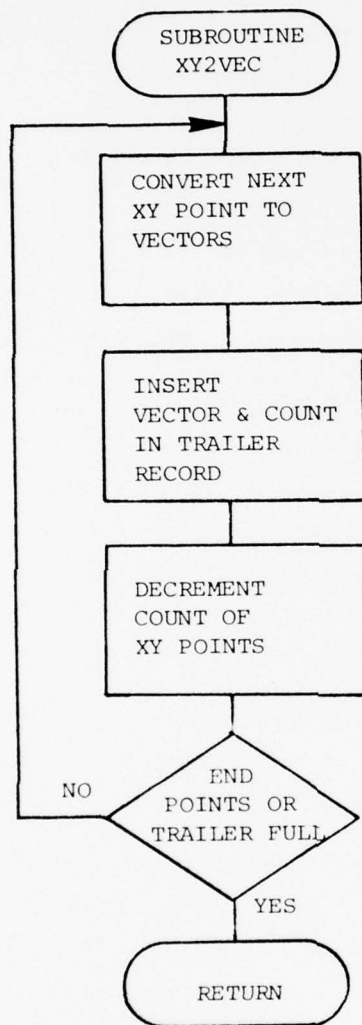 SUBROUTINE
XY2VEC
CONVERT NEXT
XY POINT TO
VECTORS
INSERT
VECTOR & COUNT
IN TRAILER
RECORD
DECREMENT
COUNT OF
XY POINTS
END
POINTS OR
TRAILER FULL
NO
YES
RETURN